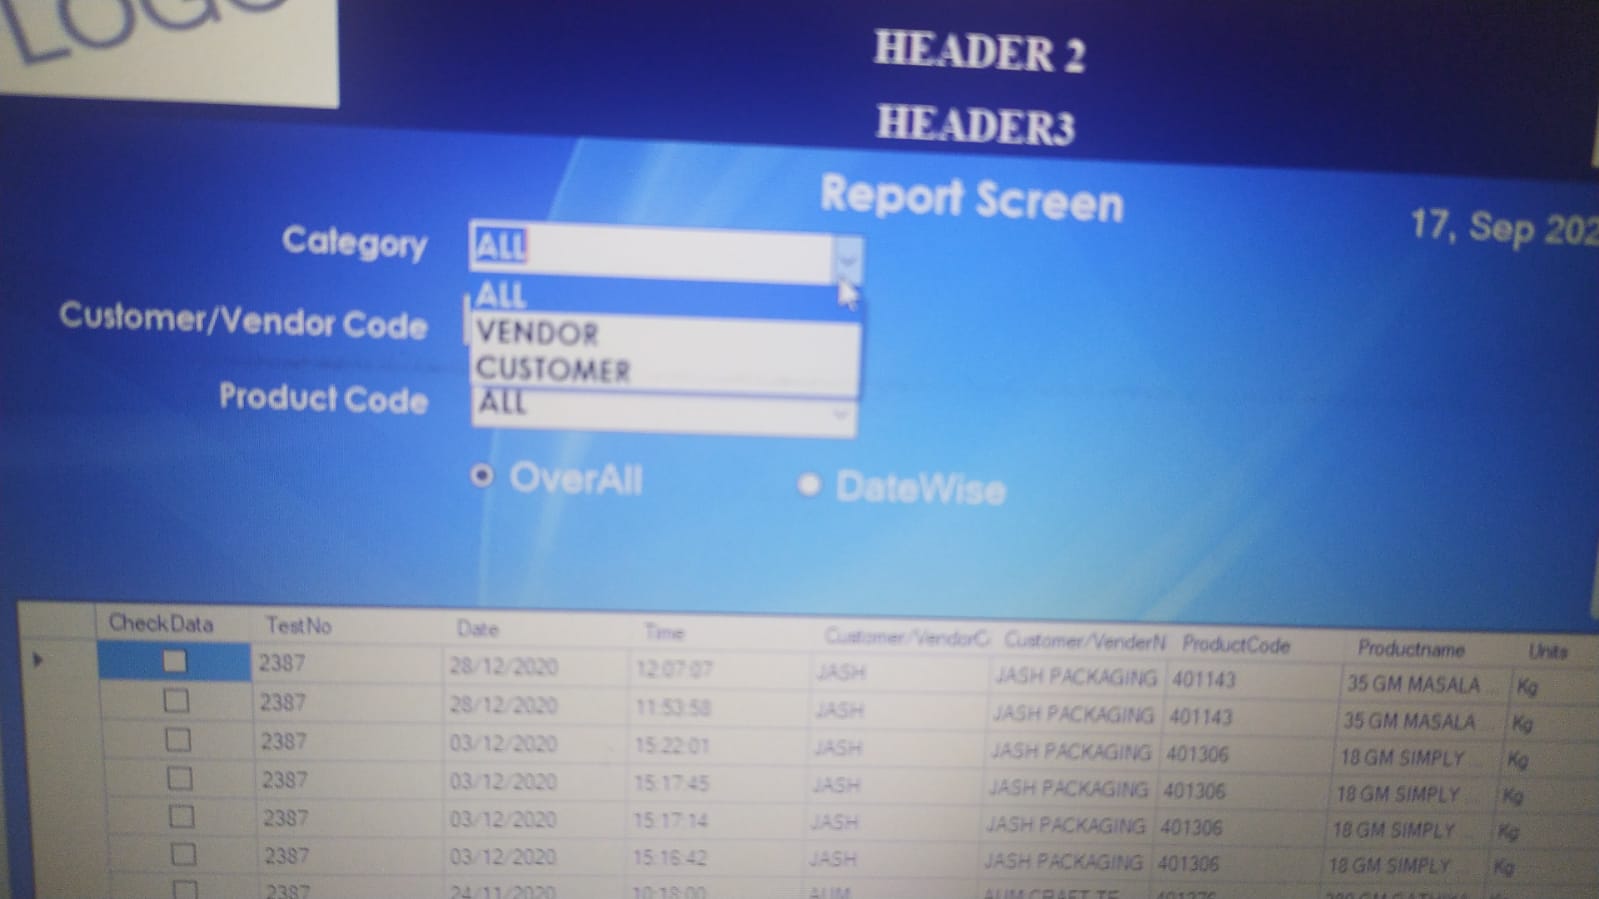 LOGO
HEADER 2
HEADER3
Report Screen
17, Sep 202
Category ALL
ALL
VENDOR
CUSTOMER
Customer/Vendor Code
Product Code ALL
OverAll DateWise
CheckData TestNo Date Time Customer/VendorC Customer/VenderN ProductCode Productname Units
2387 28/12/2020 12:07:07 JASH JASH PACKAGING 401143 35 GM MASALA ... Kg
2387 28/12/2020 11:53:58 JASH JASH PACKAGING 401143 35 GM MASALA ... Kg
2387 03/12/2020 15:22:01 JASH JASH PACKAGING 401306 18 GM SIMPLY ... Kg
2387 03/12/2020 15:17:45 JASH JASH PACKAGING 401306 18 GM SIMPLY ... Kg
2387 03/12/2020 15:17:14 JASH JASH PACKAGING 401306 18 GM SIMPLY ... Kg
2387 03/12/2020 15:16:42 JASH JASH PACKAGING 401306 18 GM SIMPLY ... Kg
2387 24/11/2020 10:18:00 AUM AUM CRAFT TE...